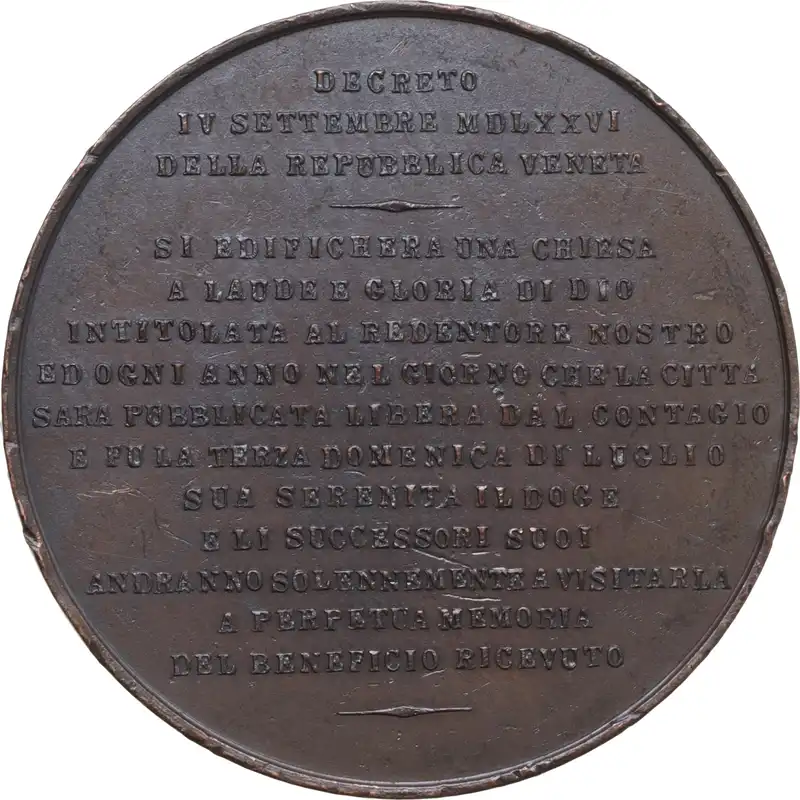 DECRETO
IV SETTEMBRE MDLXXVI
DELLA REPUBBLICA VENETA
SI EDIFICHERA UNA CHIESA
A LAUDE E GLORIA DI DIO
INTITOLATA AL REDENTORE NOSTRO
ED OGNI ANNO NEL GIORNO CHE LA CITTA
SARA PUBBLICATA LIBERA DAL CONTAGIO
E FU LA TERZA DOMENICA DI LUGLIO
SUA SERENITA IL DOGE
E LI SUCCESSORI SUOI
ANDRANNO SOLENNEMENTE A VISITARLA
A PERPETUA MEMORIA
DEL BENEFICIO RICEVUTO